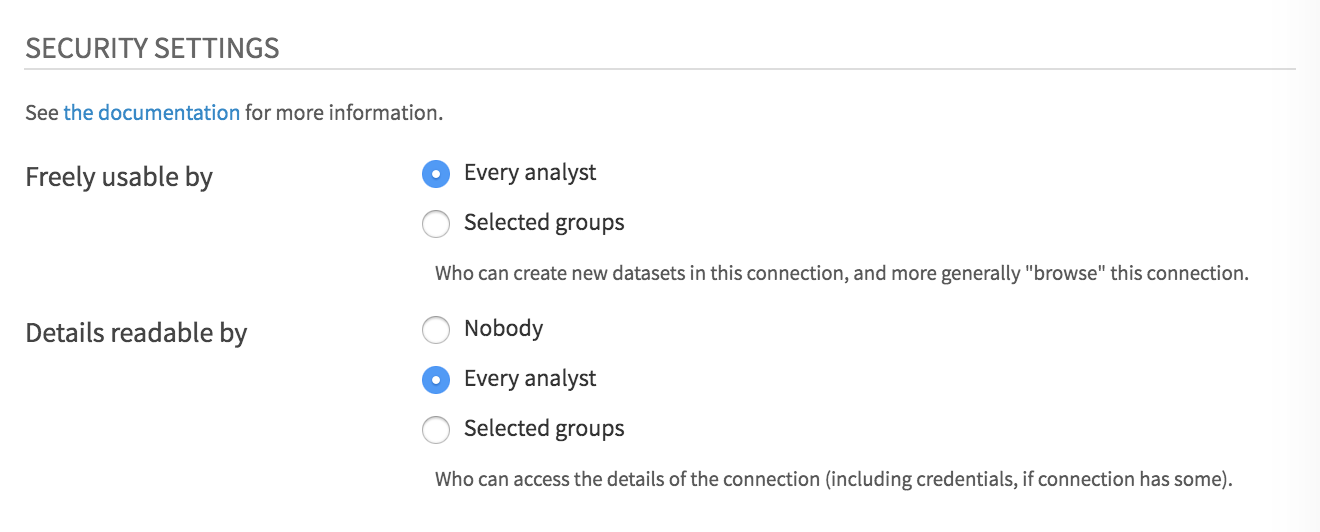 SECURITY SETTINGS
See the documentation for more information.
Freely usable by
Every analyst
Selected groups
Who can create new datasets in this connection, and more generally "browse" this connection.
Details readable by
Nobody
Every analyst
Selected groups
Who can access the details of the connection (including credentials, if connection has some).